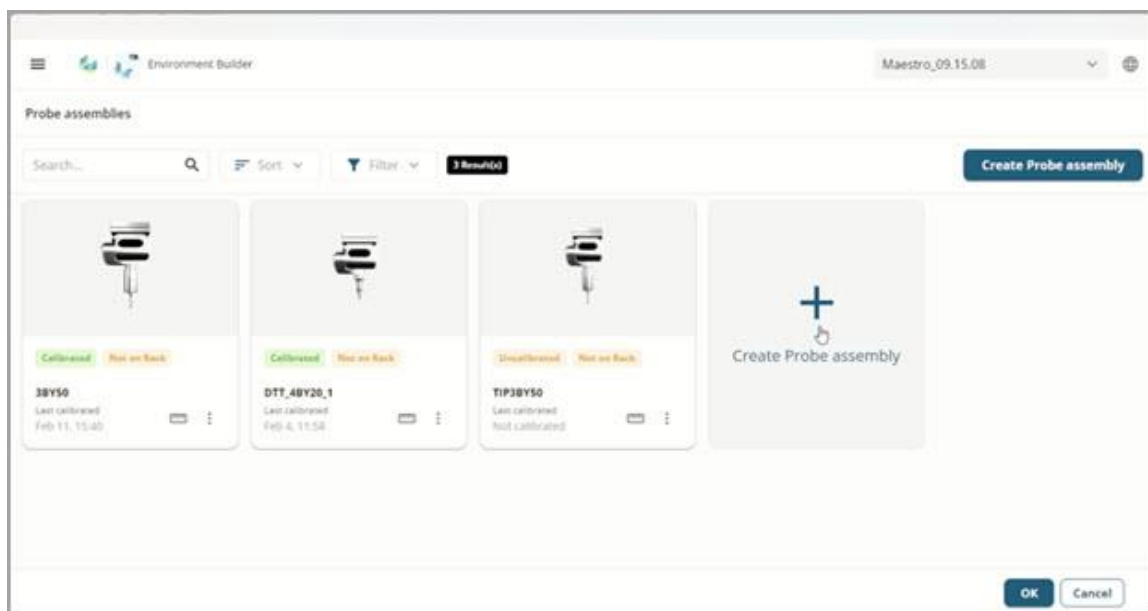 Environment Builder
Maestro_09.15.08
Probe assemblies
Search...
Sort
Filter
3 Result(s)
Create Probe assembly
Calibrated
Not on Rack
3BY50
Last calibrated
Feb 11, 15:40
Calibrated
Not on Rack
DTT_4BY20_1
Last calibrated
Feb 4, 11:58
Uncalibrated
Not on Rack
TIP3BY50
Last calibrated
Not calibrated
Create Probe assembly
OK
Cancel